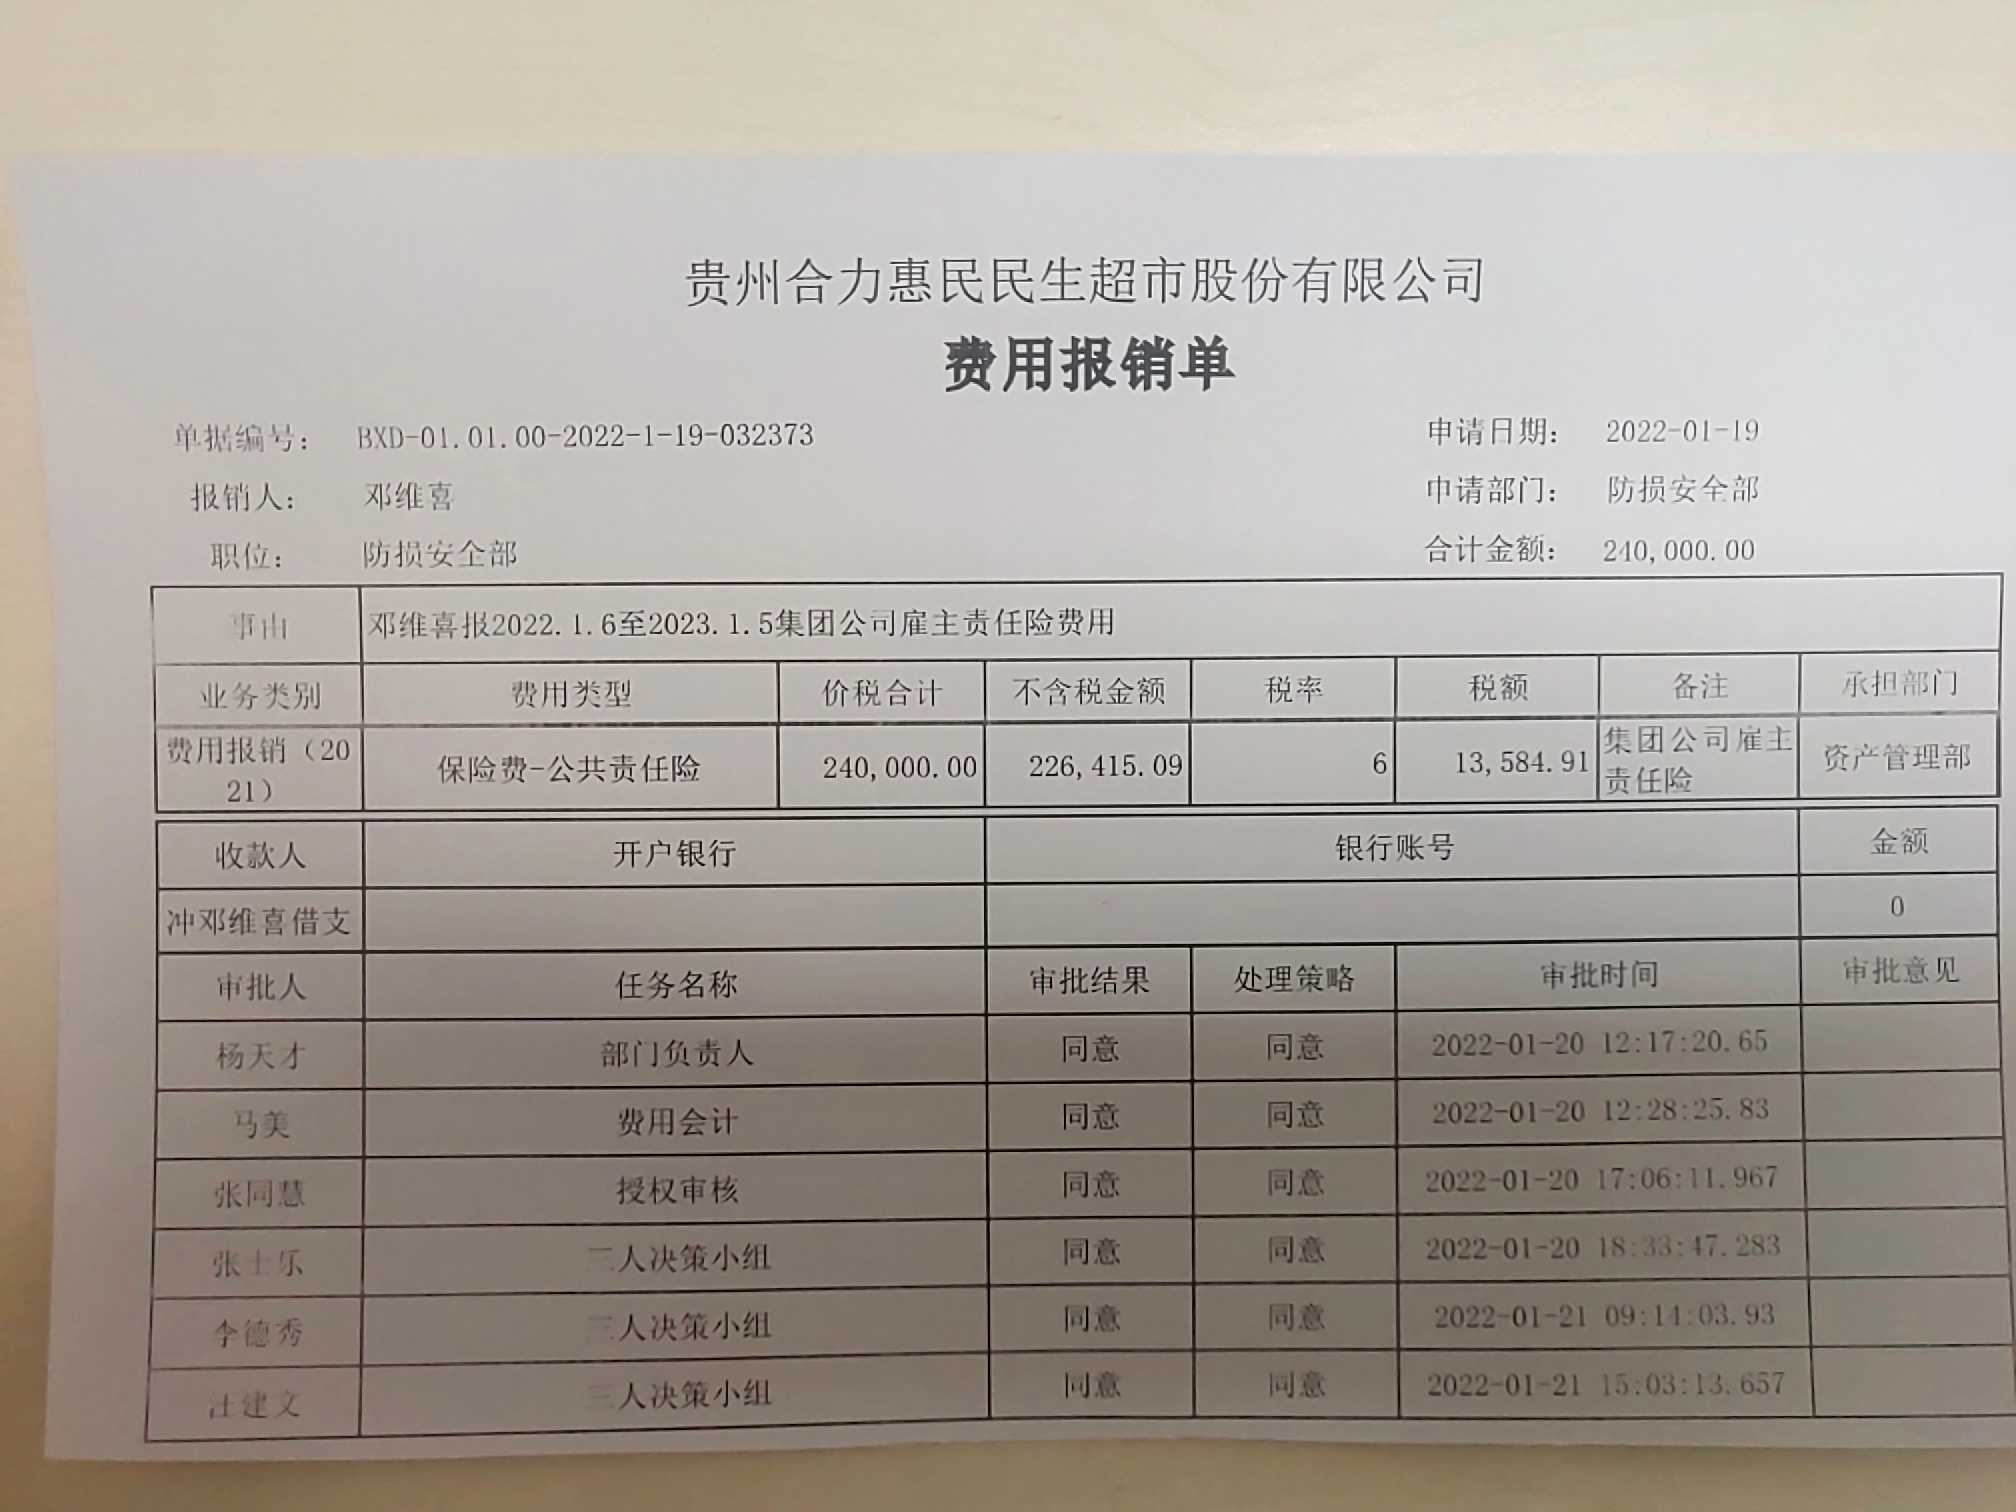 贵州合力惠民民生超市股份有限公司
费用报销单
单据编号： BXD-01.01.00-2022-1-19-032373 申请日期： 2022-01-19
报销人： 邓维喜 申请部门： 防损安全部
职位： 防损安全部 合计金额： 240,000.00
事由 邓维喜报2022.1.6至2023.1.5集团公司雇主责任险费用
业务类别 费用类型 价税合计 不含税金额 税率 税额 备注 承担部门
费用报销（2021） 保险费-公共责任险 240,000.00 226,415.09 6 13,584.91 集团公司雇主责任险 资产管理部
收款人 开户银行 银行账号 金额
冲邓维喜借支 0
审批人 任务名称 审批结果 处理策略 审批时间 审批意见
杨天才 部门负责人 同意 同意 2022-01-20 12:17:20.65
马美 费用会计 同意 同意 2022-01-20 12:28:25.83
张同慧 授权审核 同意 同意 2022-01-20 17:06:11.967
张士乐 三人决策小组 同意 同意 2022-01-20 18:33:47.283
李德秀 三人决策小组 同意 同意 2022-01-21 09:14:03.93
汪建文 三人决策小组 同意 同意 2022-01-21 15:03:13.657